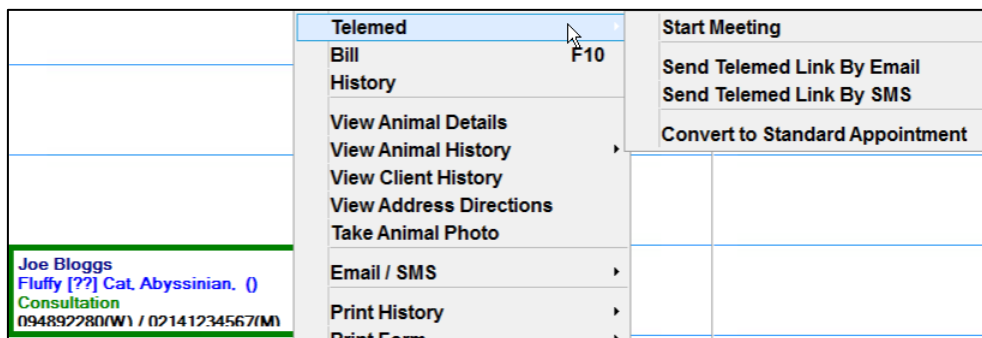 Telemed
Bill F10
History
View Animal Details
View Animal History
View Client History
View Address Directions
Take Animal Photo
Email / SMS
Print History
Print Form
Start Meeting
Send Telemed Link By Email
Send Telemed Link By SMS
Convert to Standard Appointment
Joe Bloggs
Fluffy [??] Cat, Abyssinian, ()
Consultation
094892280(W) / 02141234567(M)